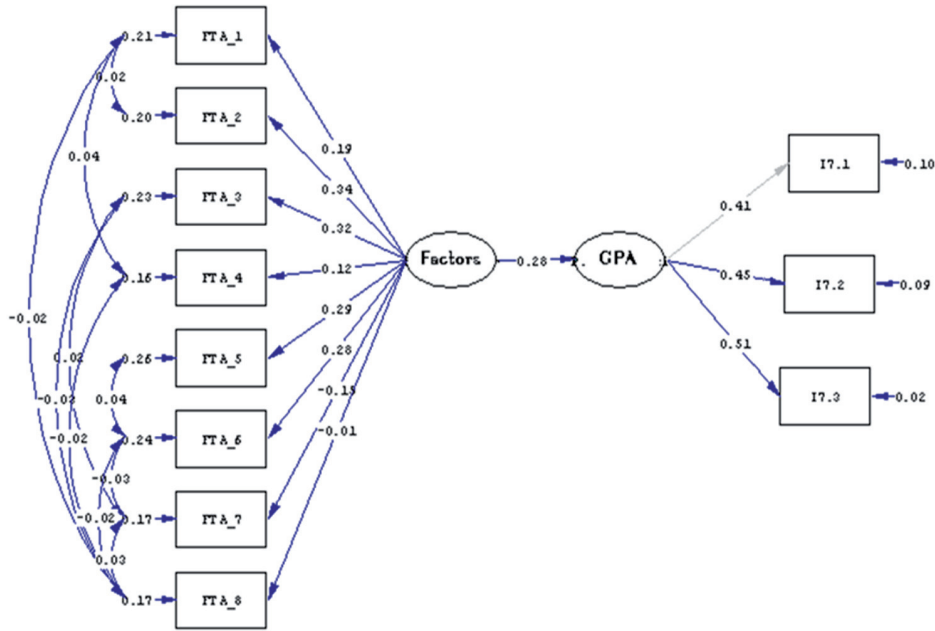 0.21 FTA_1
0.02
0.20 FTA_2
0.19
I7.1 0.10
0.04
0.34
0.23 FTA_3
0.41
0.32
Factors 0.28 GPA
0.16 FTA_4
0.12
0.45
I7.2 0.09
0.29
-0.02
0.51
0.26 FTA_5
0.02
0.28
-0.15
-0.02
0.04
I7.3 0.02
-0.01
-0.02
0.24 FTA_6
-0.03
-0.02
0.17 FTA_7
0.03
0.17 FTA_8